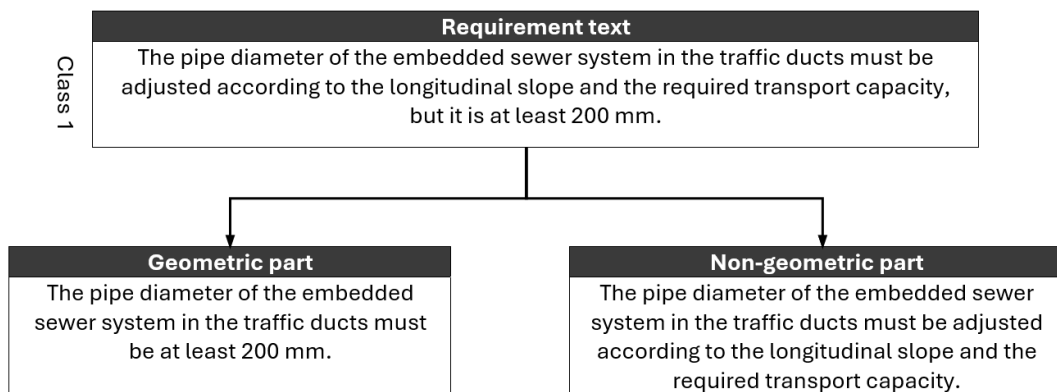 Class 1
Requirement text
The pipe diameter of the embedded sewer system in the traffic ducts must be
adjusted according to the longitudinal slope and the required transport capacity,
but it is at least 200 mm.
Geometric part
The pipe diameter of the embedded
sewer system in the traffic ducts must
be at least 200 mm.
Non-geometric part
The pipe diameter of the embedded sewer
system in the traffic ducts must be adjusted
according to the longitudinal slope and the
required transport capacity.